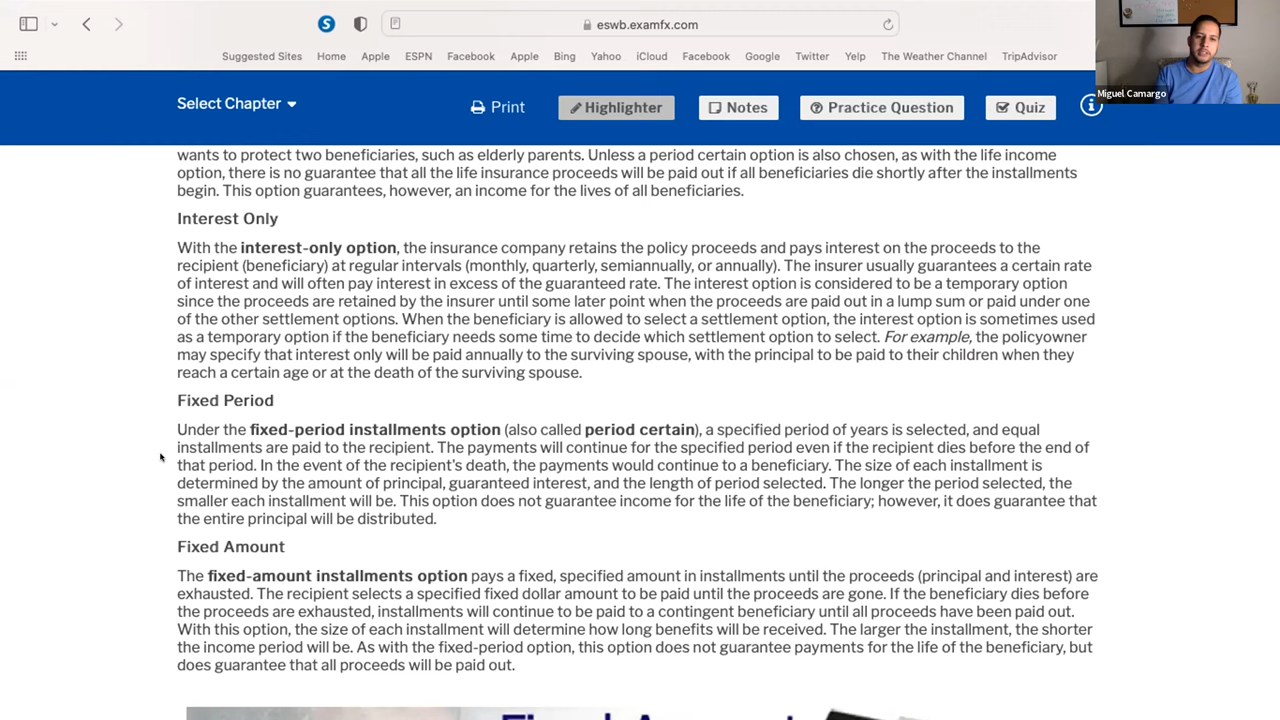 eswb.examfx.com
Suggested Sites Home Apple ESPN Facebook Apple Bing Yahoo iCloud Facebook Google Twitter Yelp The Weather Channel TripAdvisor
Miguel Camargo
Select Chapter
Print
Highlighter
Notes
Practice Question
Quiz
wants to protect two beneficiaries, such as elderly parents. Unless a period certain option is also chosen, as with the life income
option, there is no guarantee that all the life insurance proceeds will be paid out if all beneficiaries die shortly after the installments
begin. This option guarantees, however, an income for the lives of all beneficiaries.
Interest Only
With the interest-only option, the insurance company retains the policy proceeds and pays interest on the proceeds to the
recipient (beneficiary) at regular intervals (monthly, quarterly, semiannually, or annually). The insurer usually guarantees a certain rate
of interest and will often pay interest in excess of the guaranteed rate. The interest option is considered to be a temporary option
since the proceeds are retained by the insurer until some later point when the proceeds are paid out in a lump sum or paid under one
of the other settlement options. When the beneficiary is allowed to select a settlement option, the interest option is sometimes used
as a temporary option if the beneficiary needs some time to decide which settlement option to select. For example, the policyowner
may specify that interest only will be paid annually to the surviving spouse, with the principal to be paid to their children when they
reach a certain age or at the death of the surviving spouse.
Fixed Period
Under the fixed-period installments option (also called period certain), a specified period of years is selected, and equal
installments are paid to the recipient. The payments will continue for the specified period even if the recipient dies before the end of
that period. In the event of the recipient's death, the payments would continue to a beneficiary. The size of each installment is
determined by the amount of principal, guaranteed interest, and the length of period selected. The longer the period selected, the
smaller each installment will be. This option does not guarantee income for the life of the beneficiary; however, it does guarantee that
the entire principal will be distributed.
Fixed Amount
The fixed-amount installments option pays a fixed, specified amount in installments until the proceeds (principal and interest) are
exhausted. The recipient selects a specified fixed dollar amount to be paid until the proceeds are gone. If the beneficiary dies before
the proceeds are exhausted, installments will continue to be paid to a contingent beneficiary until all proceeds have been paid out.
With this option, the size of each installment will determine how long benefits will be received. The larger the installment, the shorter
the income period will be. As with the fixed-period option, this option does not guarantee payments for the life of the beneficiary, but
does guarantee that all proceeds will be paid out.